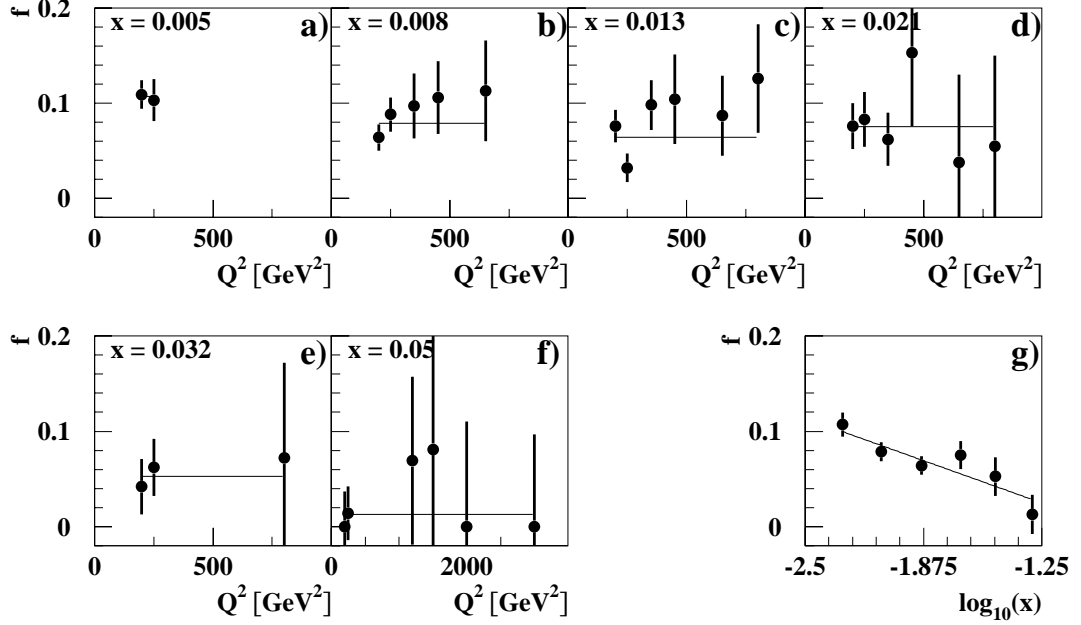 f
0.2
0.1
0
x = 0.005
a)
x = 0.008
b)
x = 0.013
c)
x = 0.021
d)
0 500 0 500 0 500 0 500
Q² [GeV²] Q² [GeV²] Q² [GeV²] Q² [GeV²]
f
0.2
0.1
0
x = 0.032
e)
x = 0.05
f)
0 500 0 2000
Q² [GeV²] Q² [GeV²]
f
0.2
0.1
0
g)
-2.5 -1.875 -1.25
log₁₀(x)